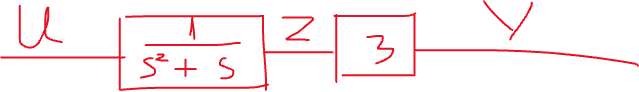 U 1/(s² + s) Z 3 Y